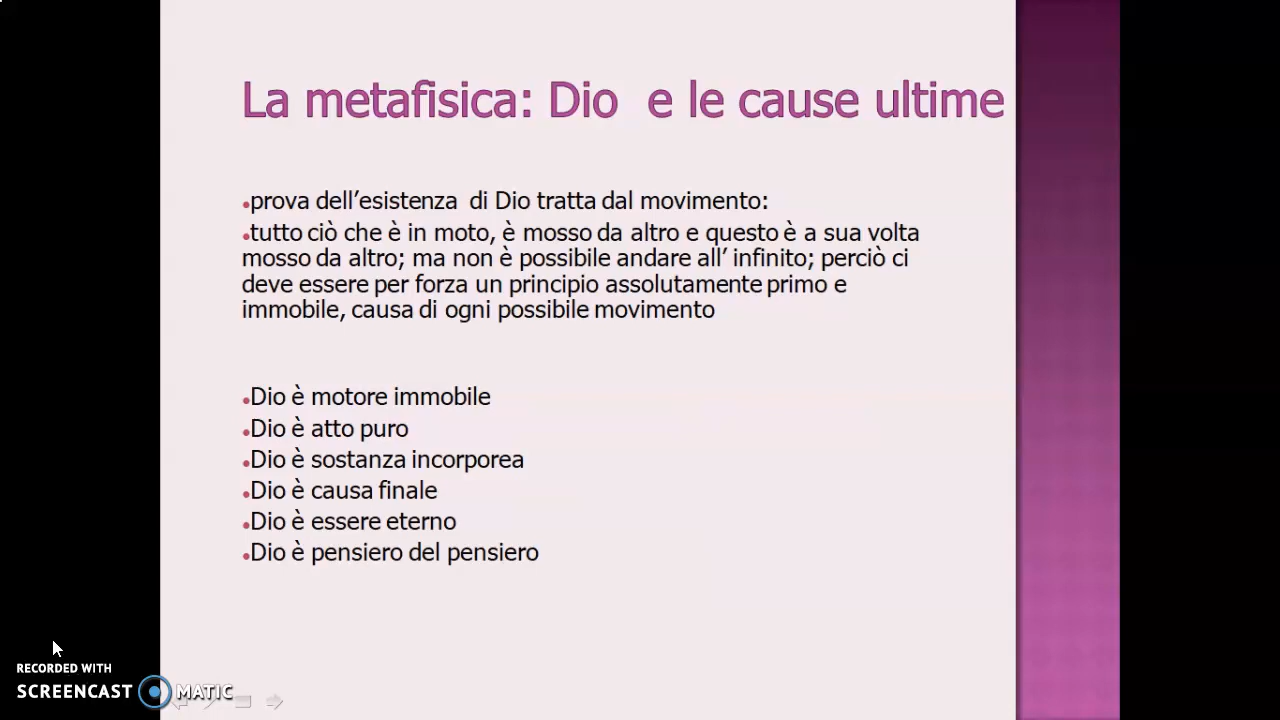 La metafisica: Dio e le cause ultime
•prova dell’esistenza di Dio tratta dal movimento:
•tutto ciò che è in moto, è mosso da altro e questo è a sua volta
mosso da altro; ma non è possibile andare all’ infinito; perciò ci
deve essere per forza un principio assolutamente primo e
immobile, causa di ogni possibile movimento
•Dio è motore immobile
•Dio è atto puro
•Dio è sostanza incorporea
•Dio è causa finale
•Dio è essere eterno
•Dio è pensiero del pensiero
RECORDED WITH
SCREENCAST MATIC